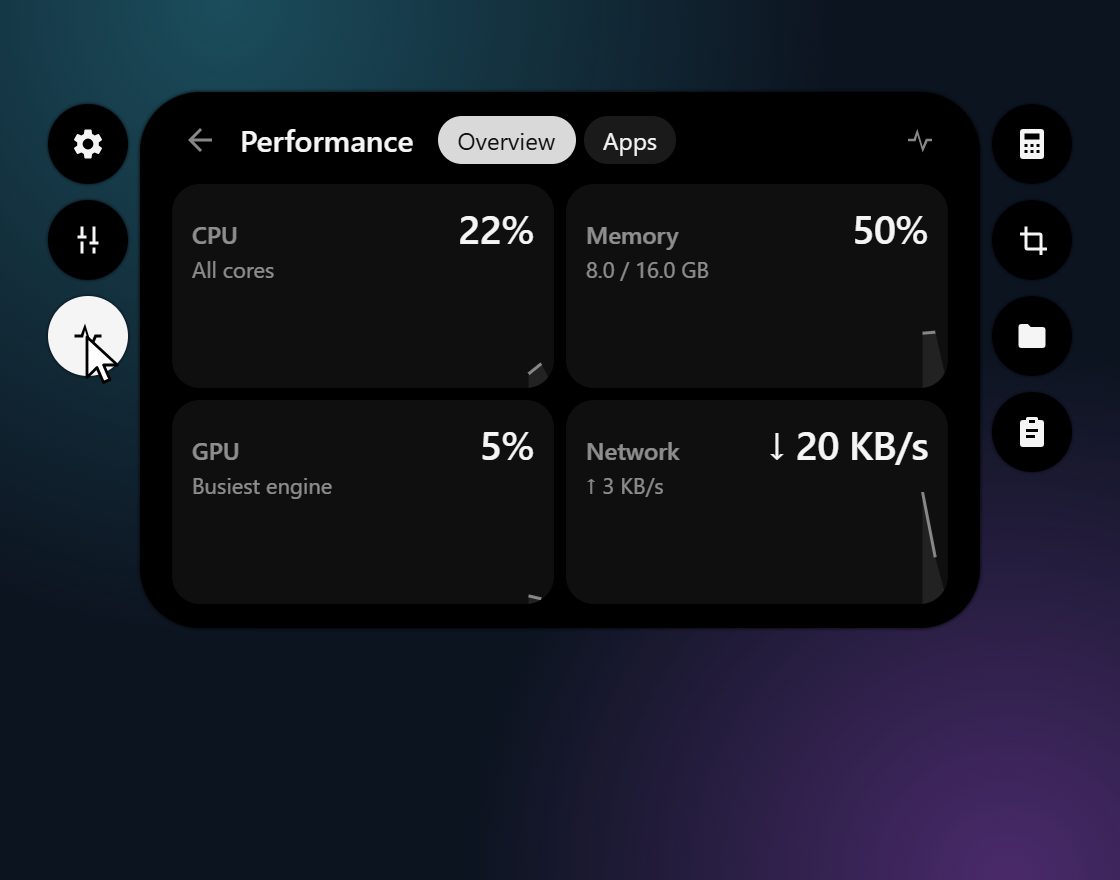 Performance
Overview
Apps
CPU
22%
All cores
Memory
50%
8.0 / 16.0 GB
GPU
5%
Busiest engine
Network
↓ 20 KB/s
↑ 3 KB/s